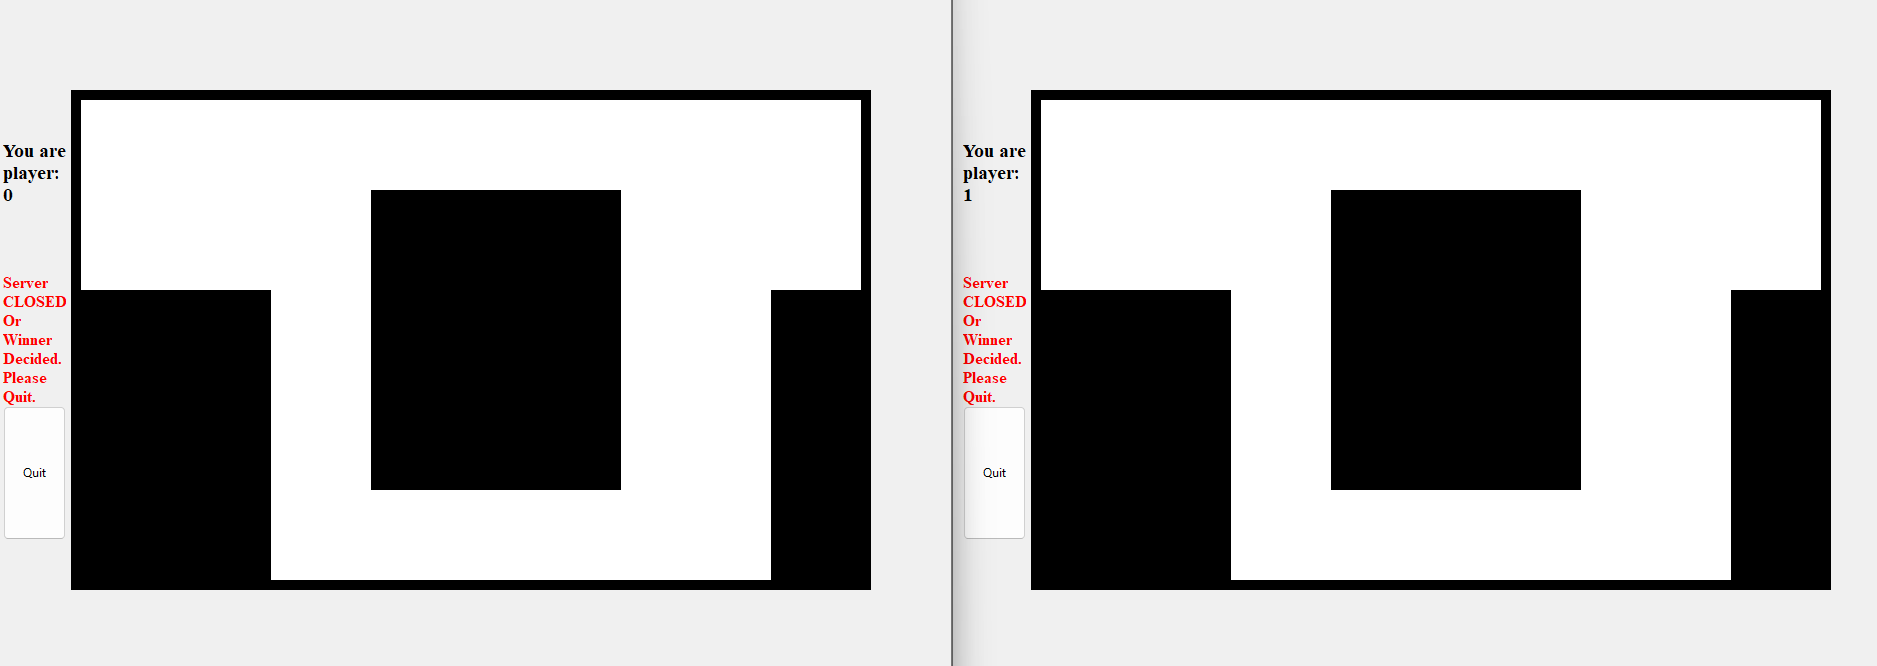 You are
player:
0
Server
CLOSED
Or
Winner
Decided.
Please
Quit.
Quit
You are
player:
1
Server
CLOSED
Or
Winner
Decided.
Please
Quit.
Quit